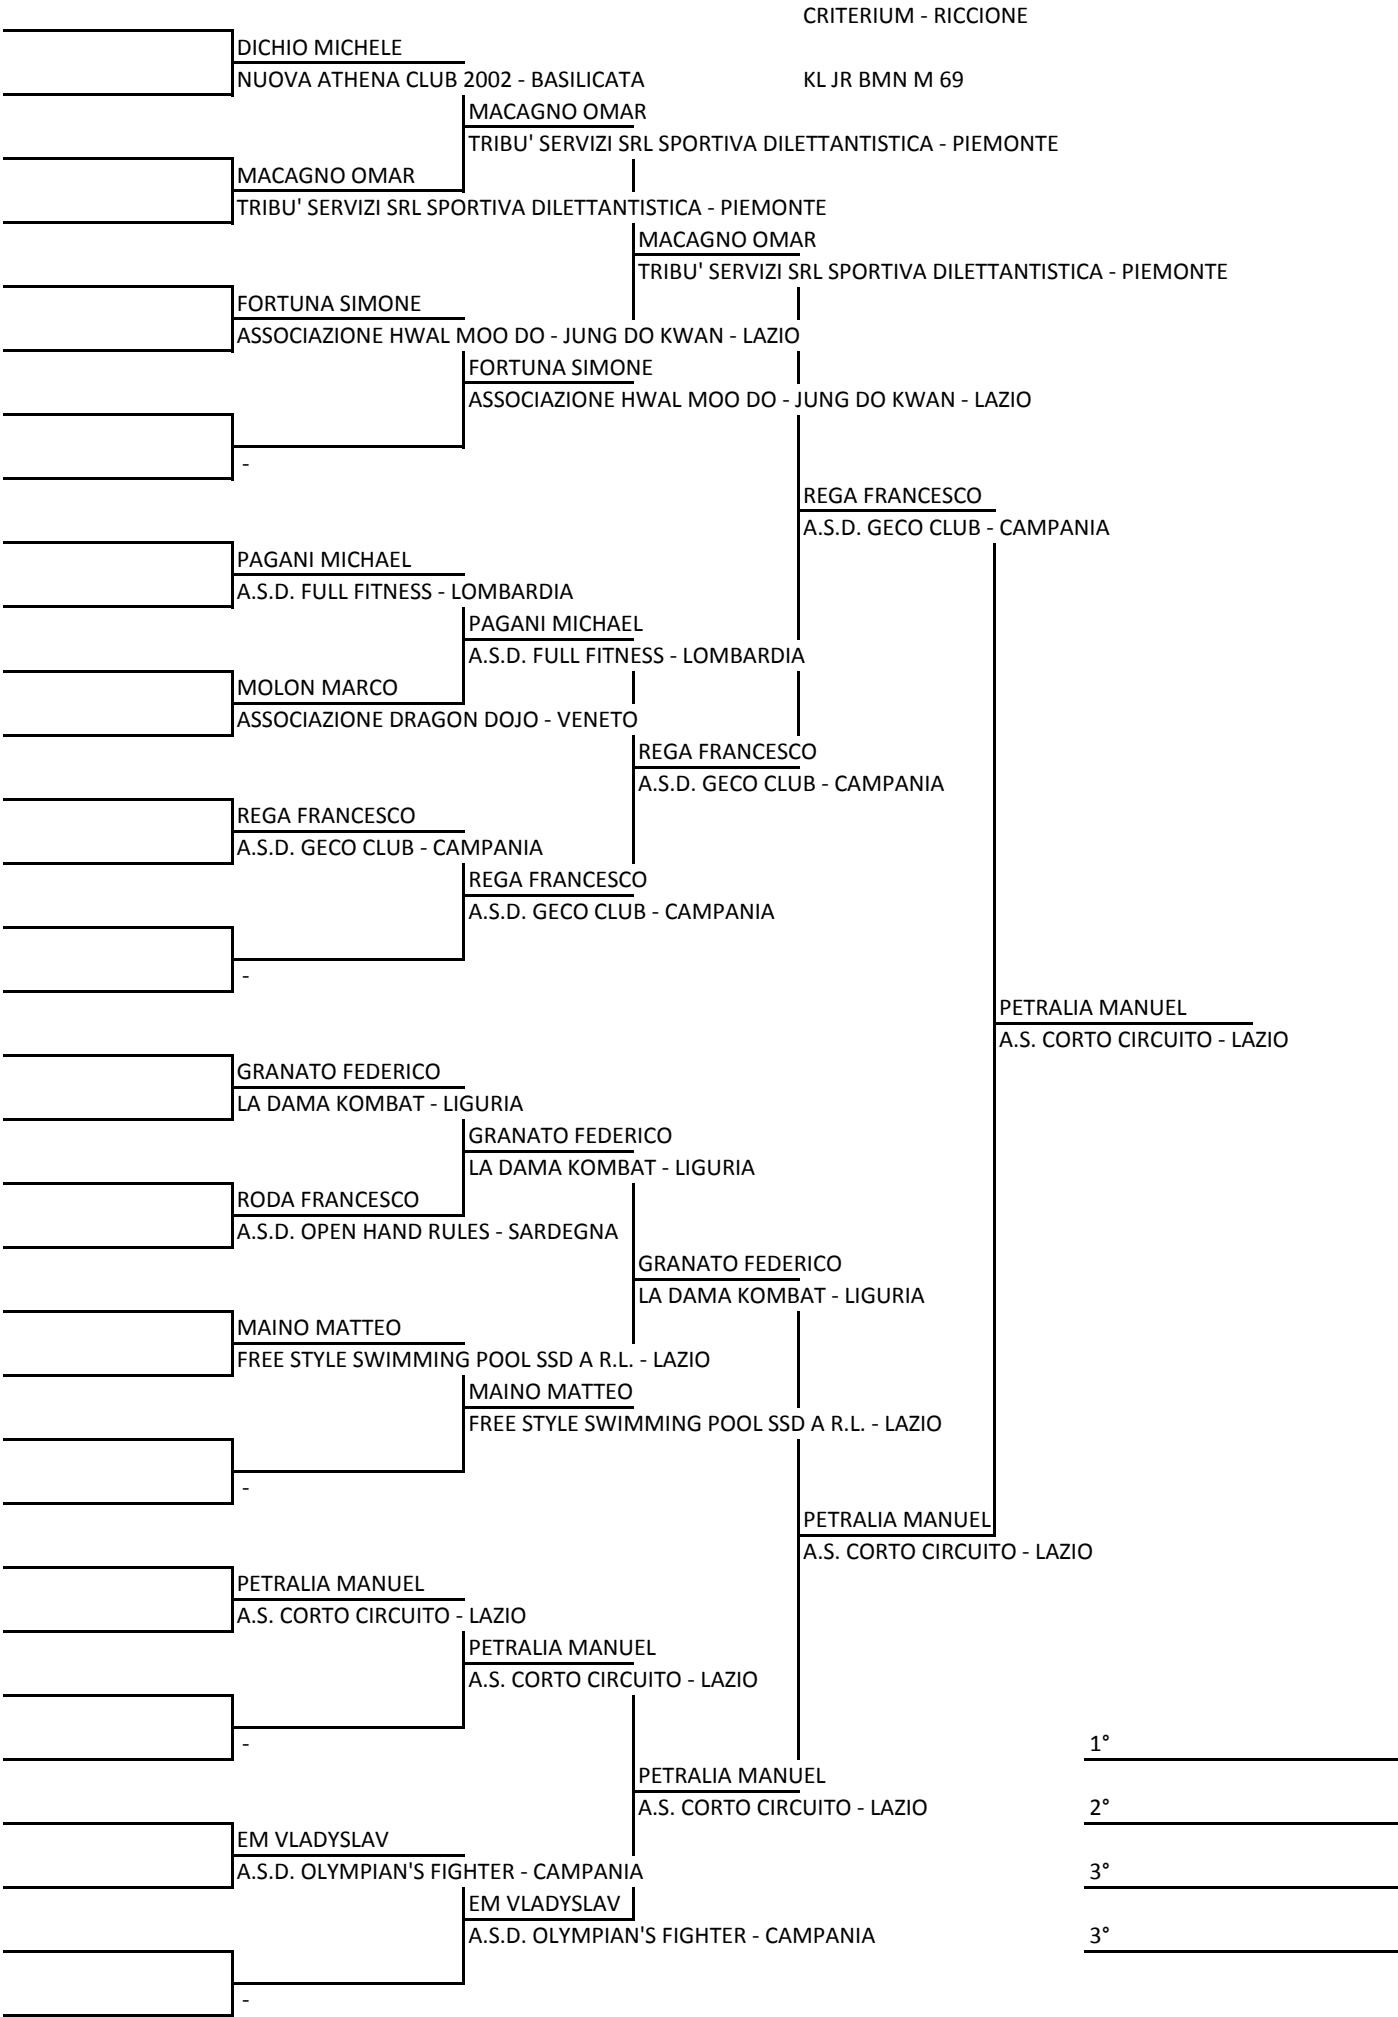 CRITERIUM - RICCIONE
DICHIO MICHELE
NUOVA ATHENA CLUB 2002 - BASILICATA
KL JR BMN M 69
MACAGNO OMAR
TRIBU' SERVIZI SRL SPORTIVA DILETTANTISTICA - PIEMONTE
MACAGNO OMAR
TRIBU' SERVIZI SRL SPORTIVA DILETTANTISTICA - PIEMONTE
MACAGNO OMAR
TRIBU' SERVIZI SRL SPORTIVA DILETTANTISTICA - PIEMONTE
FORTUNA SIMONE
ASSOCIAZIONE HWAL MOO DO - JUNG DO KWAN - LAZIO
FORTUNA SIMONE
ASSOCIAZIONE HWAL MOO DO - JUNG DO KWAN - LAZIO
-
REGA FRANCESCO
A.S.D. GECO CLUB - CAMPANIA
PAGANI MICHAEL
A.S.D. FULL FITNESS - LOMBARDIA
PAGANI MICHAEL
A.S.D. FULL FITNESS - LOMBARDIA
MOLON MARCO
ASSOCIAZIONE DRAGON DOJO - VENETO
REGA FRANCESCO
A.S.D. GECO CLUB - CAMPANIA
REGA FRANCESCO
A.S.D. GECO CLUB - CAMPANIA
REGA FRANCESCO
A.S.D. GECO CLUB - CAMPANIA
-
PETRALIA MANUEL
A.S. CORTO CIRCUITO - LAZIO
GRANATO FEDERICO
LA DAMA KOMBAT - LIGURIA
GRANATO FEDERICO
LA DAMA KOMBAT - LIGURIA
RODA FRANCESCO
A.S.D. OPEN HAND RULES - SARDEGNA
GRANATO FEDERICO
LA DAMA KOMBAT - LIGURIA
MAINO MATTEO
FREE STYLE SWIMMING POOL SSD A R.L. - LAZIO
MAINO MATTEO
FREE STYLE SWIMMING POOL SSD A R.L. - LAZIO
-
PETRALIA MANUEL
A.S. CORTO CIRCUITO - LAZIO
PETRALIA MANUEL
A.S. CORTO CIRCUITO - LAZIO
PETRALIA MANUEL
A.S. CORTO CIRCUITO - LAZIO
-
1°
PETRALIA MANUEL
A.S. CORTO CIRCUITO - LAZIO
2°
EM VLADYSLAV
A.S.D. OLYMPIAN'S FIGHTER - CAMPANIA
3°
EM VLADYSLAV
A.S.D. OLYMPIAN'S FIGHTER - CAMPANIA
3°
-